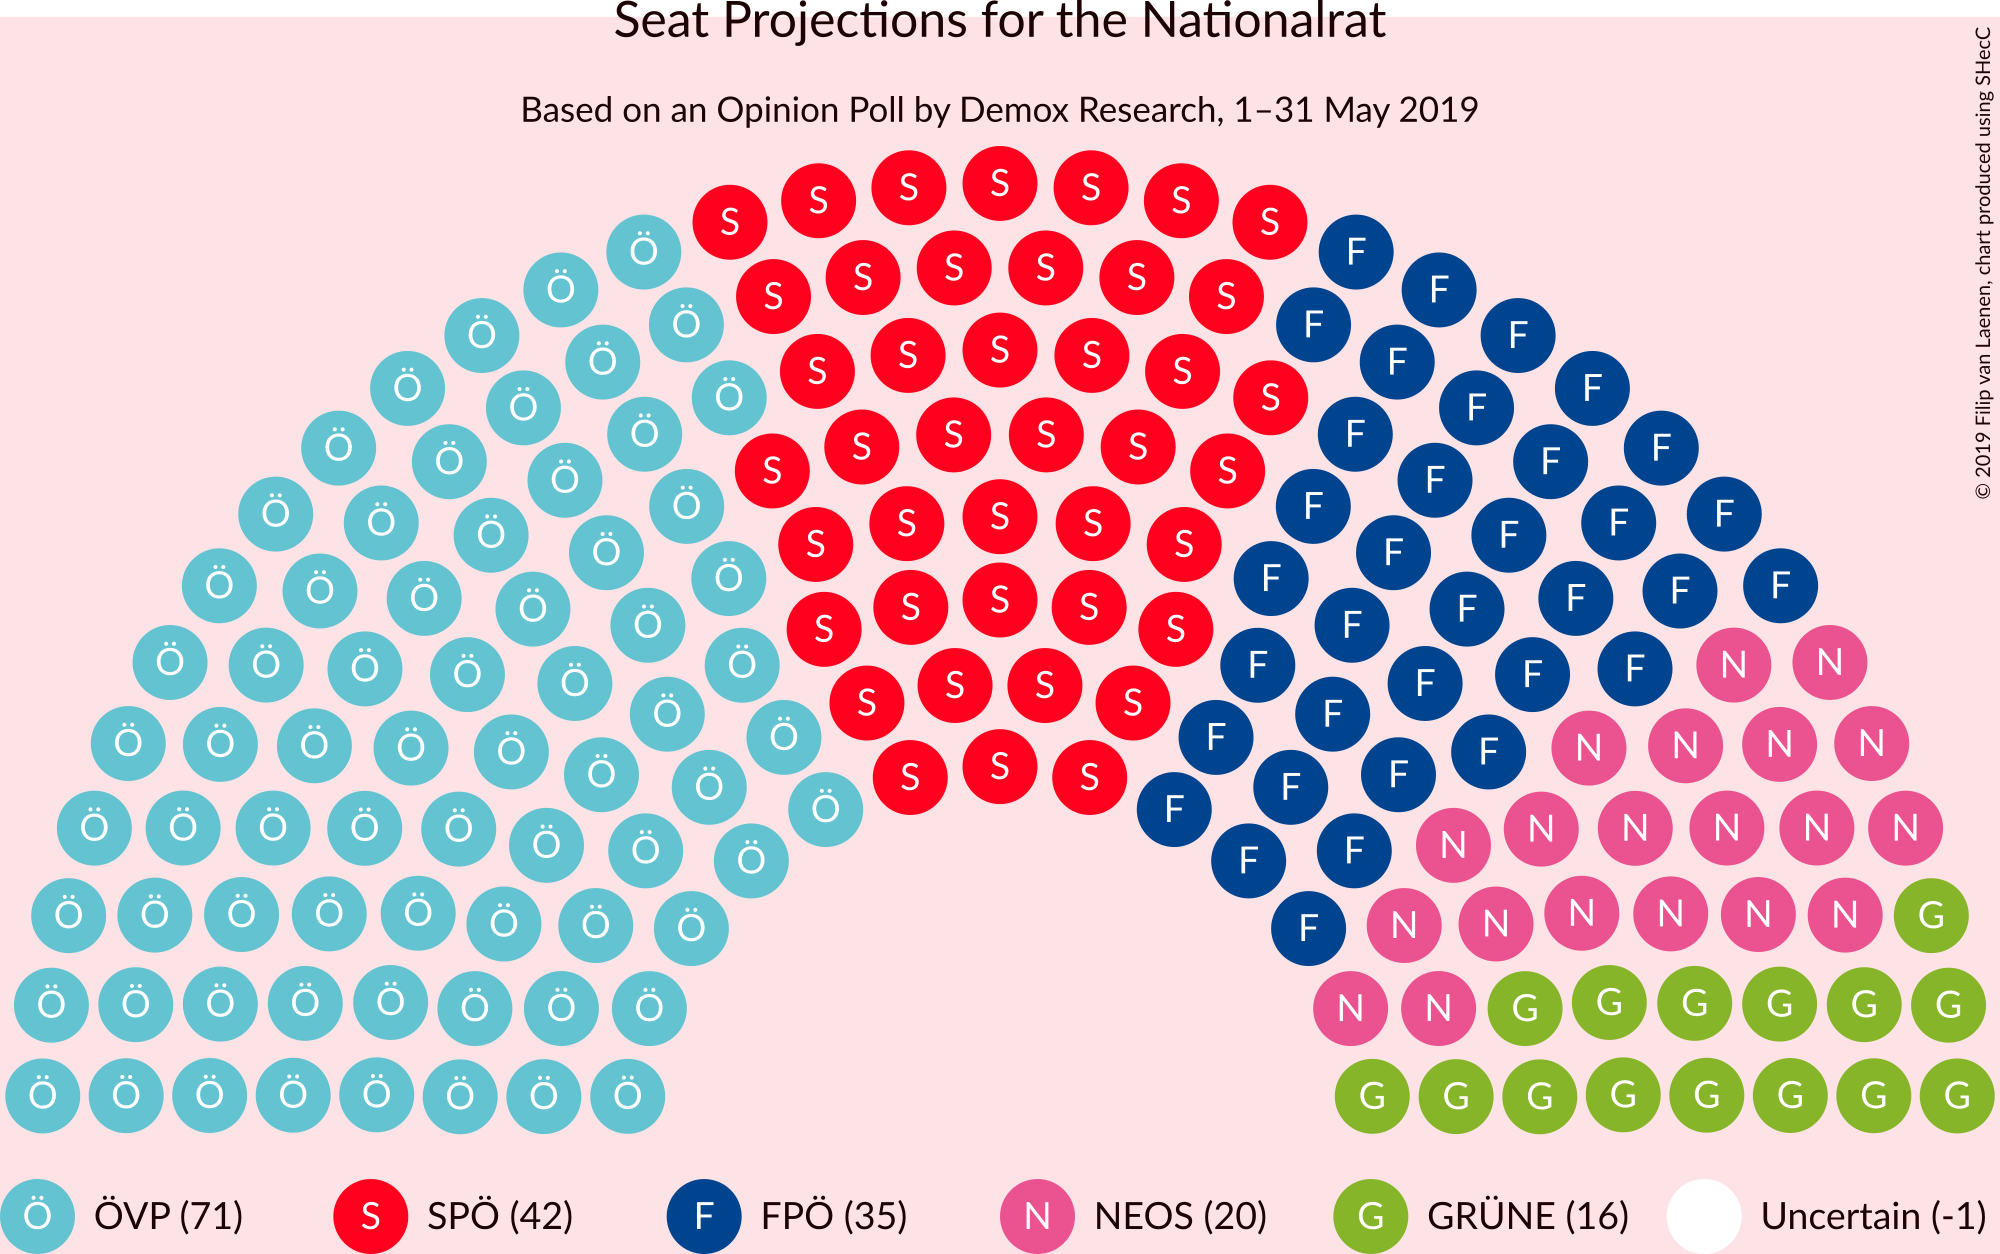 Seat Projections for the Nationalrat
Based on an Opinion Poll by Demox Research, 1–31 May 2019
© 2019 Filip van Laenen, chart produced using SHecC
S S S S S S S
Ö Ö Ö Ö Ö Ö Ö Ö Ö Ö Ö Ö
S S S S S S
F F F F F F F
N N N N N N
G G G G G G G G
Ö ÖVP (71) S SPÖ (42) F FPÖ (35) N NEOS (20) G GRÜNE (16) Uncertain (-1)